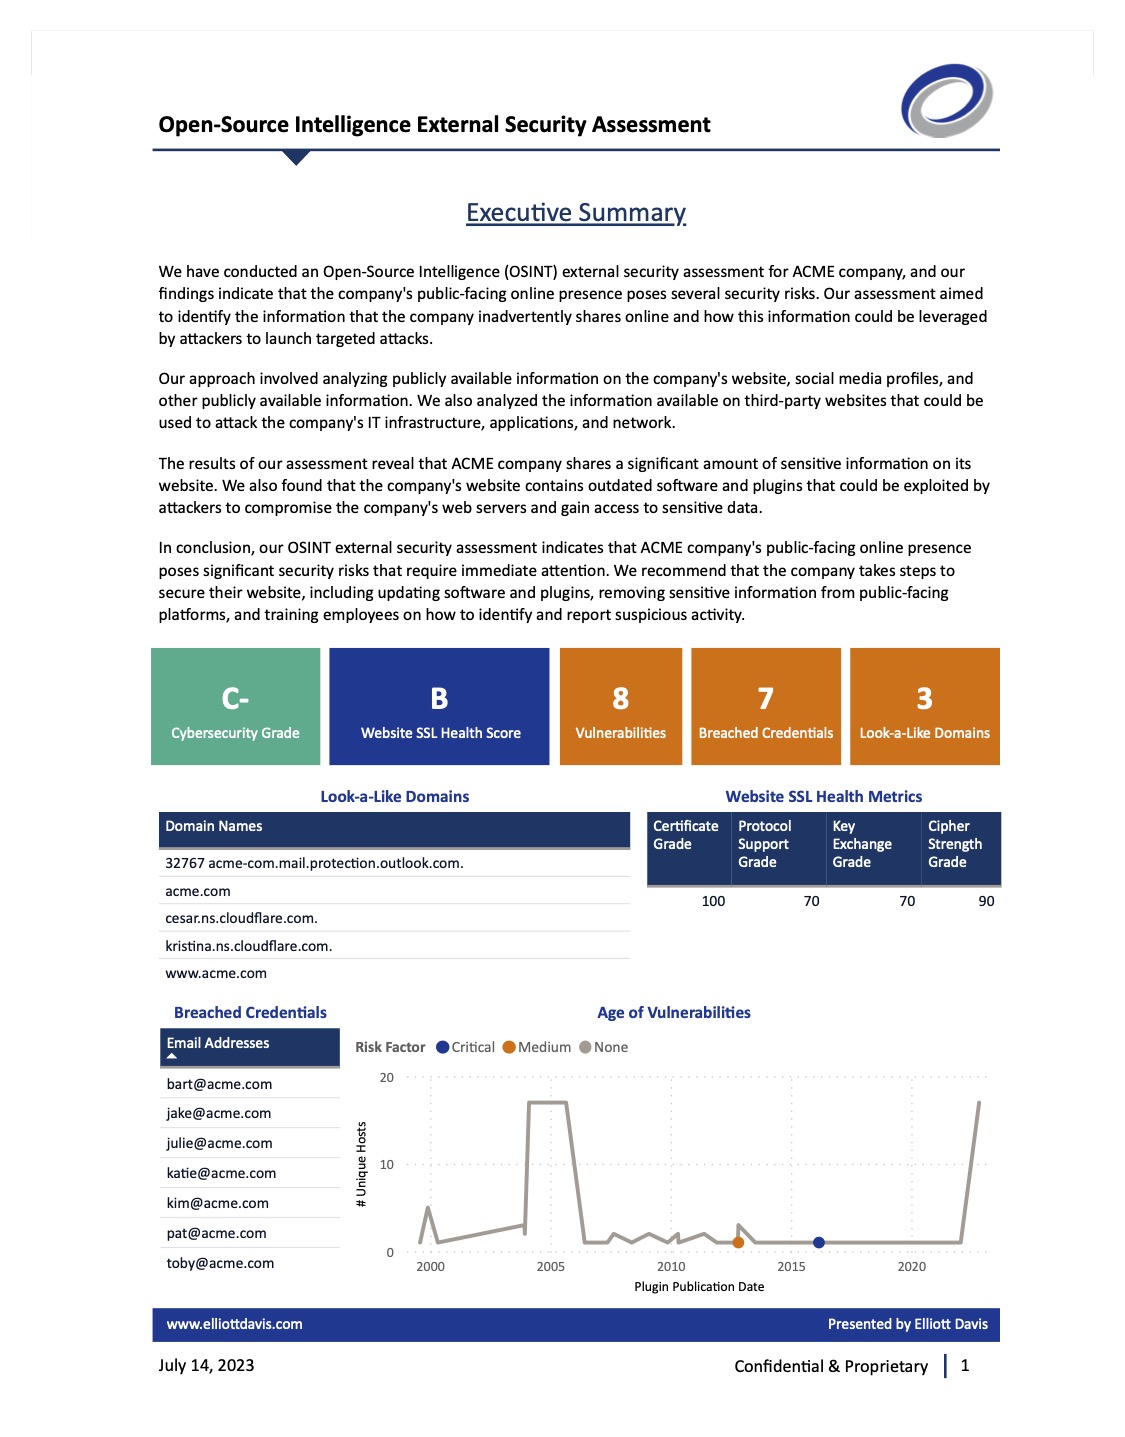 Open-Source Intelligence External Security Assessment
Executive Summary
We have conducted an Open-Source Intelligence (OSINT) external security assessment for ACME company, and our
findings indicate that the company's public-facing online presence poses several security risks. Our assessment aimed
to identify the information that the company inadvertently shares online and how this information could be leveraged
by attackers to launch targeted attacks.
Our approach involved analyzing publicly available information on the company's website, social media profiles, and
other publicly available information. We also analyzed the information available on third-party websites that could be
used to attack the company's IT infrastructure, applications, and network.
The results of our assessment reveal that ACME company shares a significant amount of sensitive information on its
website. We also found that the company's website contains outdated software and plugins that could be exploited by
attackers to compromise the company's web servers and gain access to sensitive data.
In conclusion, our OSINT external security assessment indicates that ACME company's public-facing online presence
poses significant security risks that require immediate attention. We recommend that the company takes steps to
secure their website, including updating software and plugins, removing sensitive information from public-facing
platforms, and training employees on how to identify and report suspicious activity.
C-
Cybersecurity Grade
B
Website SSL Health Score
8
Vulnerabilities
7
Breached Credentials
3
Look-a-Like Domains
Look-a-Like Domains
Domain Names
32767 acme-com.mail.protection.outlook.com.
acme.com
cesar.ns.cloudflare.com.
kristina.ns.cloudflare.com.
www.acme.com
Website SSL Health Metrics
Certificate Grade
Protocol Support Grade
Key Exchange Grade
Cipher Strength Grade
100 70 70 90
Breached Credentials
Email Addresses
bart@acme.com
jake@acme.com
julie@acme.com
katie@acme.com
kim@acme.com
pat@acme.com
toby@acme.com
Age of Vulnerabilities
Risk Factor Critical Medium None
# Unique Hosts
20
10
0
2000 2005 2010 2015 2020
Plugin Publication Date
www.elliottdavis.com Presented by Elliott Davis
July 14, 2023 Confidential & Proprietary 1